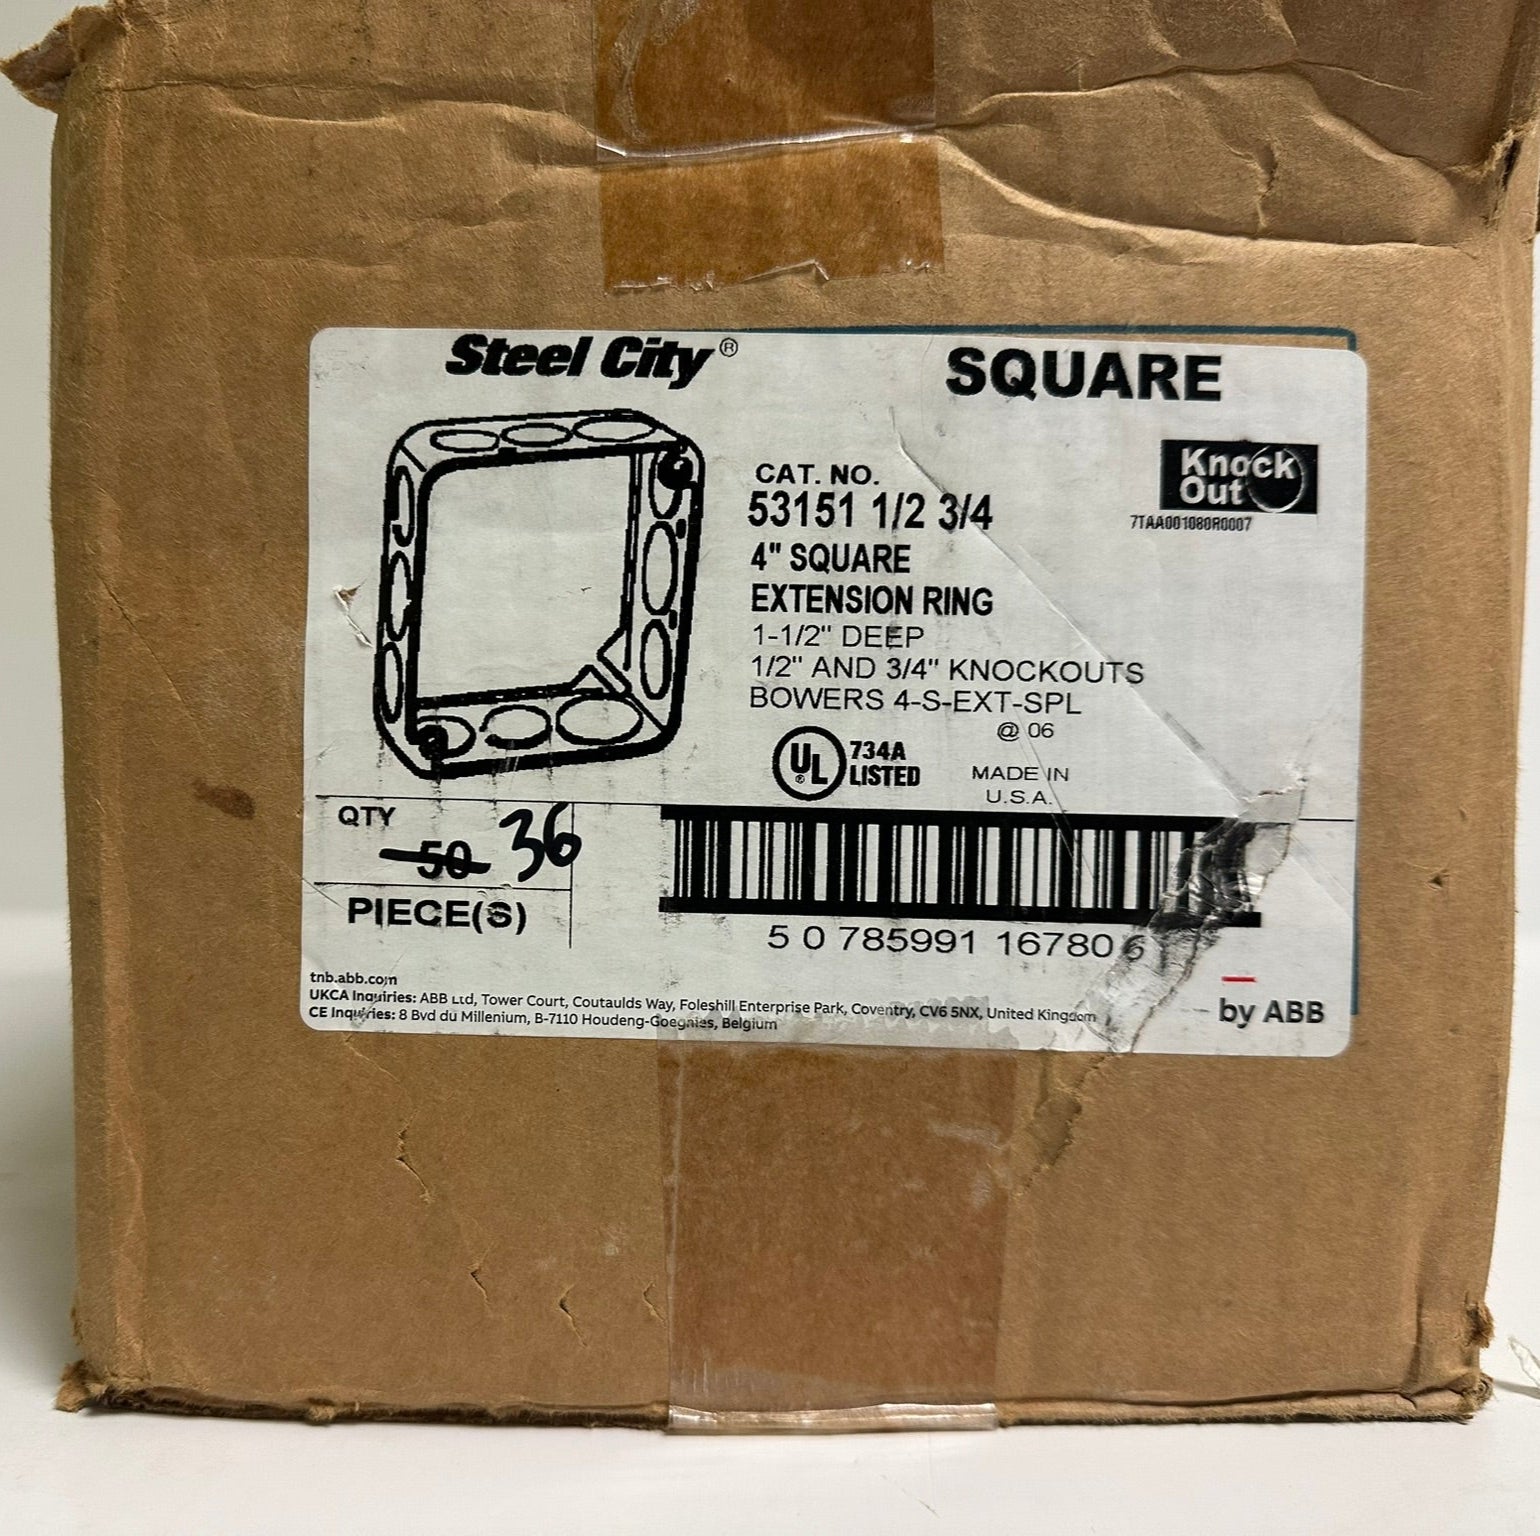 Steel City®
SQUARE
Knock
Out
7TAA001080R0007
CAT. NO.
53151 1/2 3/4
4" SQUARE
EXTENSION RING
1-1/2" DEEP
1/2" AND 3/4" KNOCKOUTS
BOWERS 4-S-EXT-SPL
@ 06
UL®
734A
LISTED
MADE IN
U.S.A.
QTY
50 36
PIECE(S)
5 0 785991 16780 6
tnb.abb.com
UKCA Inquiries: ABB Ltd, Tower Court, Coutaulds Way, Foleshill Enterprise Park, Coventry, CV6 5NX, United Kingdom
CE Inquiries: 8 Bvd du Millenium, B-7110 Houdeng-Goegnies, Belgium
by ABB